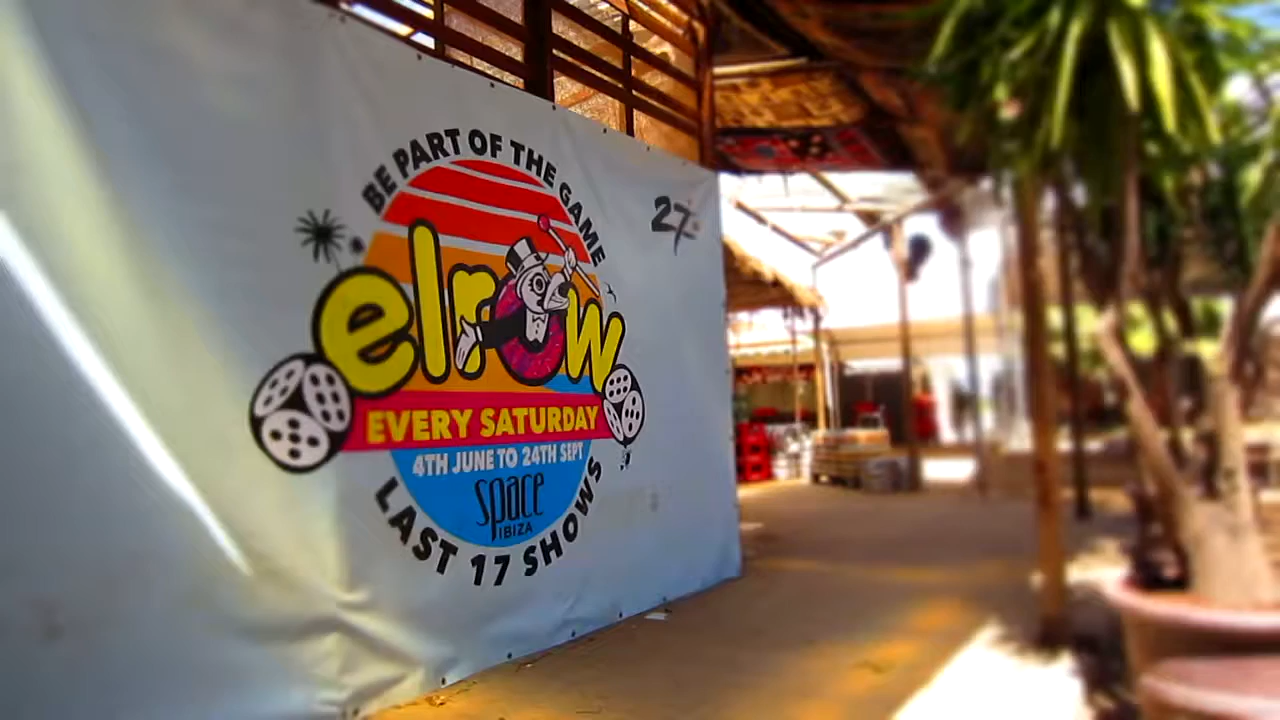 BE PART OF THE GAME
27
elrow
EVERY SATURDAY
4TH JUNE TO 24TH SEPT
space
IBIZA
LAST 17 SHOWS